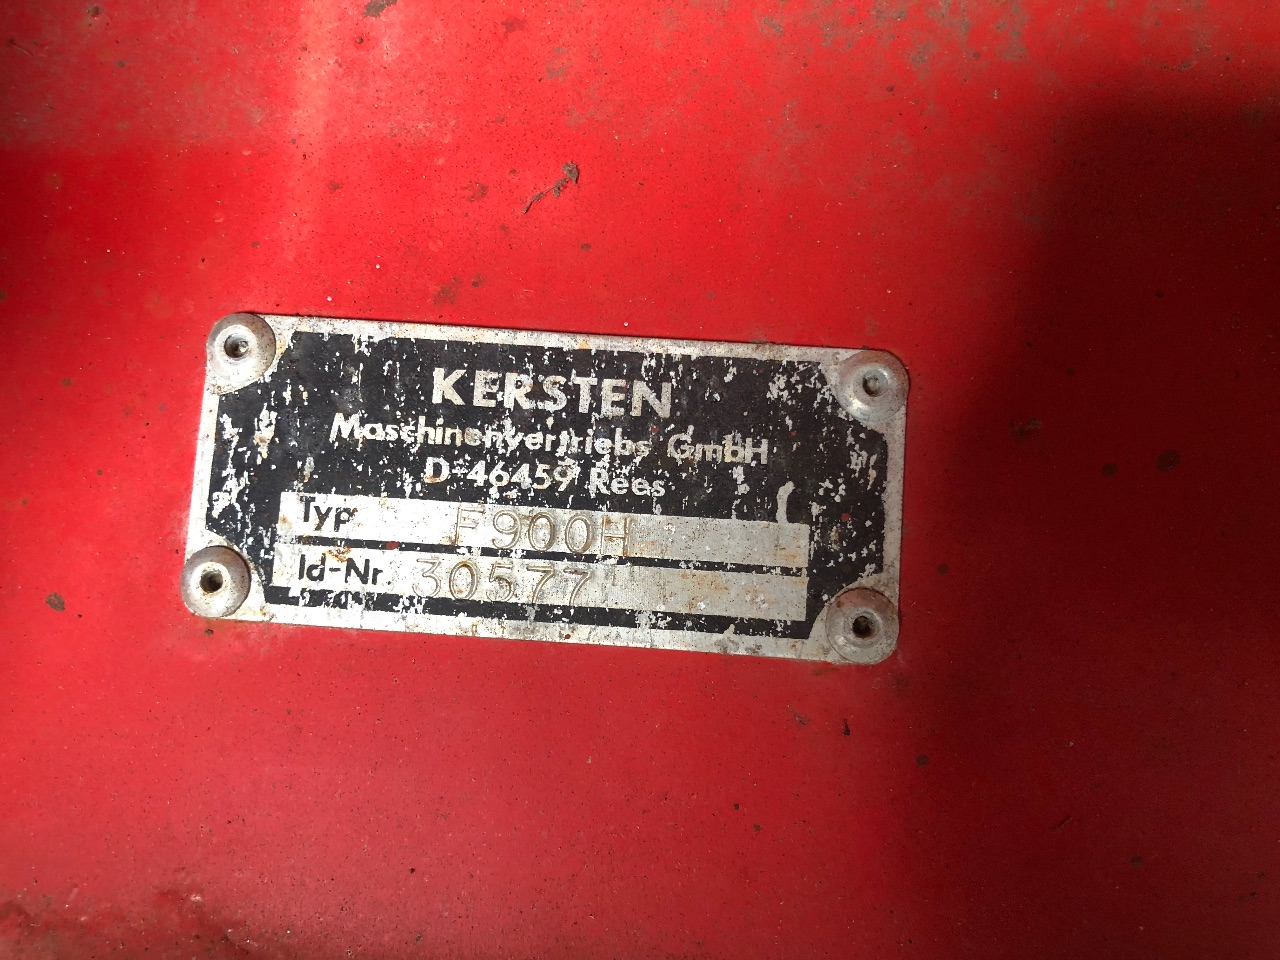 KERSTEN
Maschinenvertriebs GmbH
D-46459 Rees
Typ F900H
Id-Nr. 30577